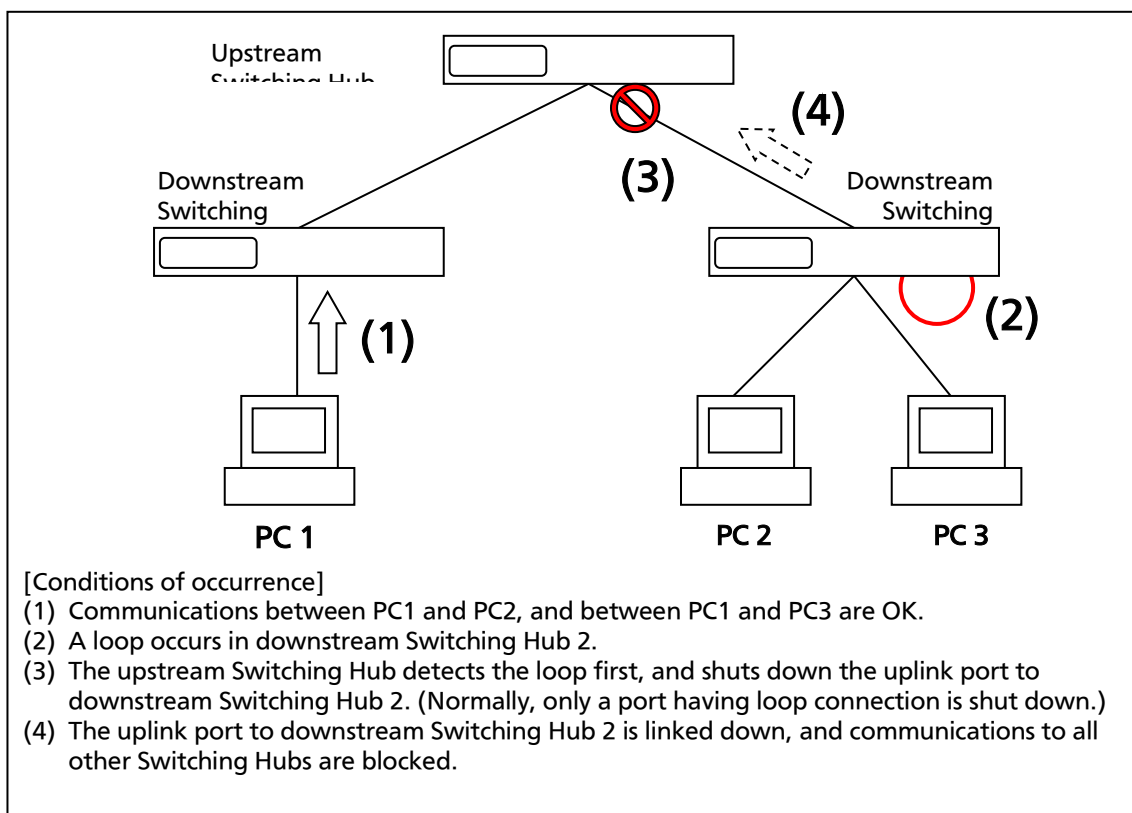 Upstream
Switching Hub
(4)
(3)
Downstream
Switching
Downstream
Switching
(1)
(2)
PC 1
PC 2
PC 3
[Conditions of occurrence]
(1) Communications between PC1 and PC2, and between PC1 and PC3 are OK.
(2) A loop occurs in downstream Switching Hub 2.
(3) The upstream Switching Hub detects the loop first, and shuts down the uplink port to
downstream Switching Hub 2. (Normally, only a port having loop connection is shut down.)
(4) The uplink port to downstream Switching Hub 2 is linked down, and communications to all
other Switching Hubs are blocked.